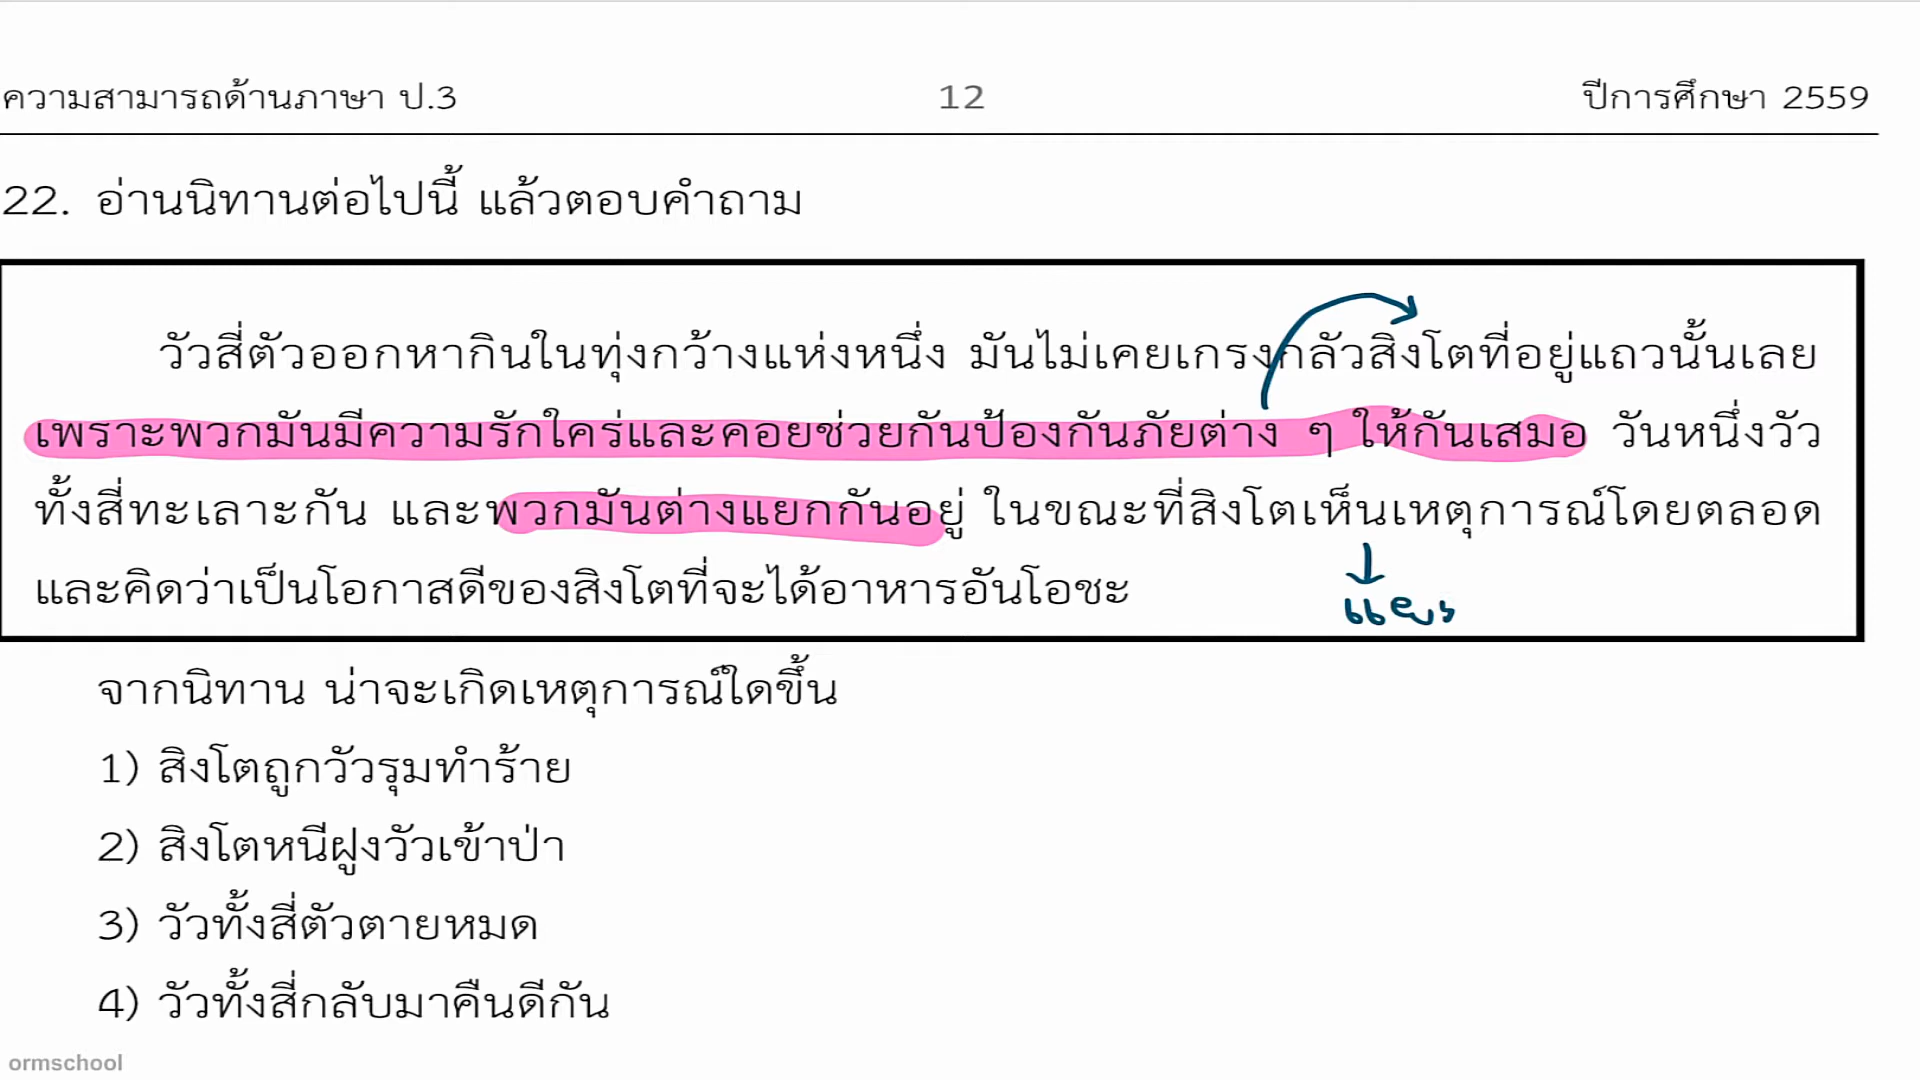 ความสามารถด้านภาษา ป.3 12 ปีการศึกษา 2559
22. อ่านนิทานต่อไปนี้ แล้วตอบคำถาม
วัวสี่ตัวออกหากินในทุ่งกว้างแห่งหนึ่ง มันไม่เคยเกรงกลัวสิงโตที่อยู่แถวนั้นเลย
เพราะพวกมันมีความรักใคร่และคอยช่วยกันป้องกันภัยต่าง ๆ ให้กันเสมอ วันหนึ่งวัว
ทั้งสี่ทะเลาะกัน และพวกมันต่างแยกกันอยู่ ในขณะที่สิงโตเห็นเหตุการณ์โดยตลอด
และคิดว่าเป็นโอกาสดีของสิงโตที่จะได้อาหารอันโอชะ
จากนิทาน น่าจะเกิดเหตุการณ์ใดขึ้น
1) สิงโตถูกวัวรุมทำร้าย
2) สิงโตหนีฝูงวัวเข้าป่า
3) วัวทั้งสี่ตัวตายหมด
4) วัวทั้งสี่กลับมาคืนดีกัน
ormschool